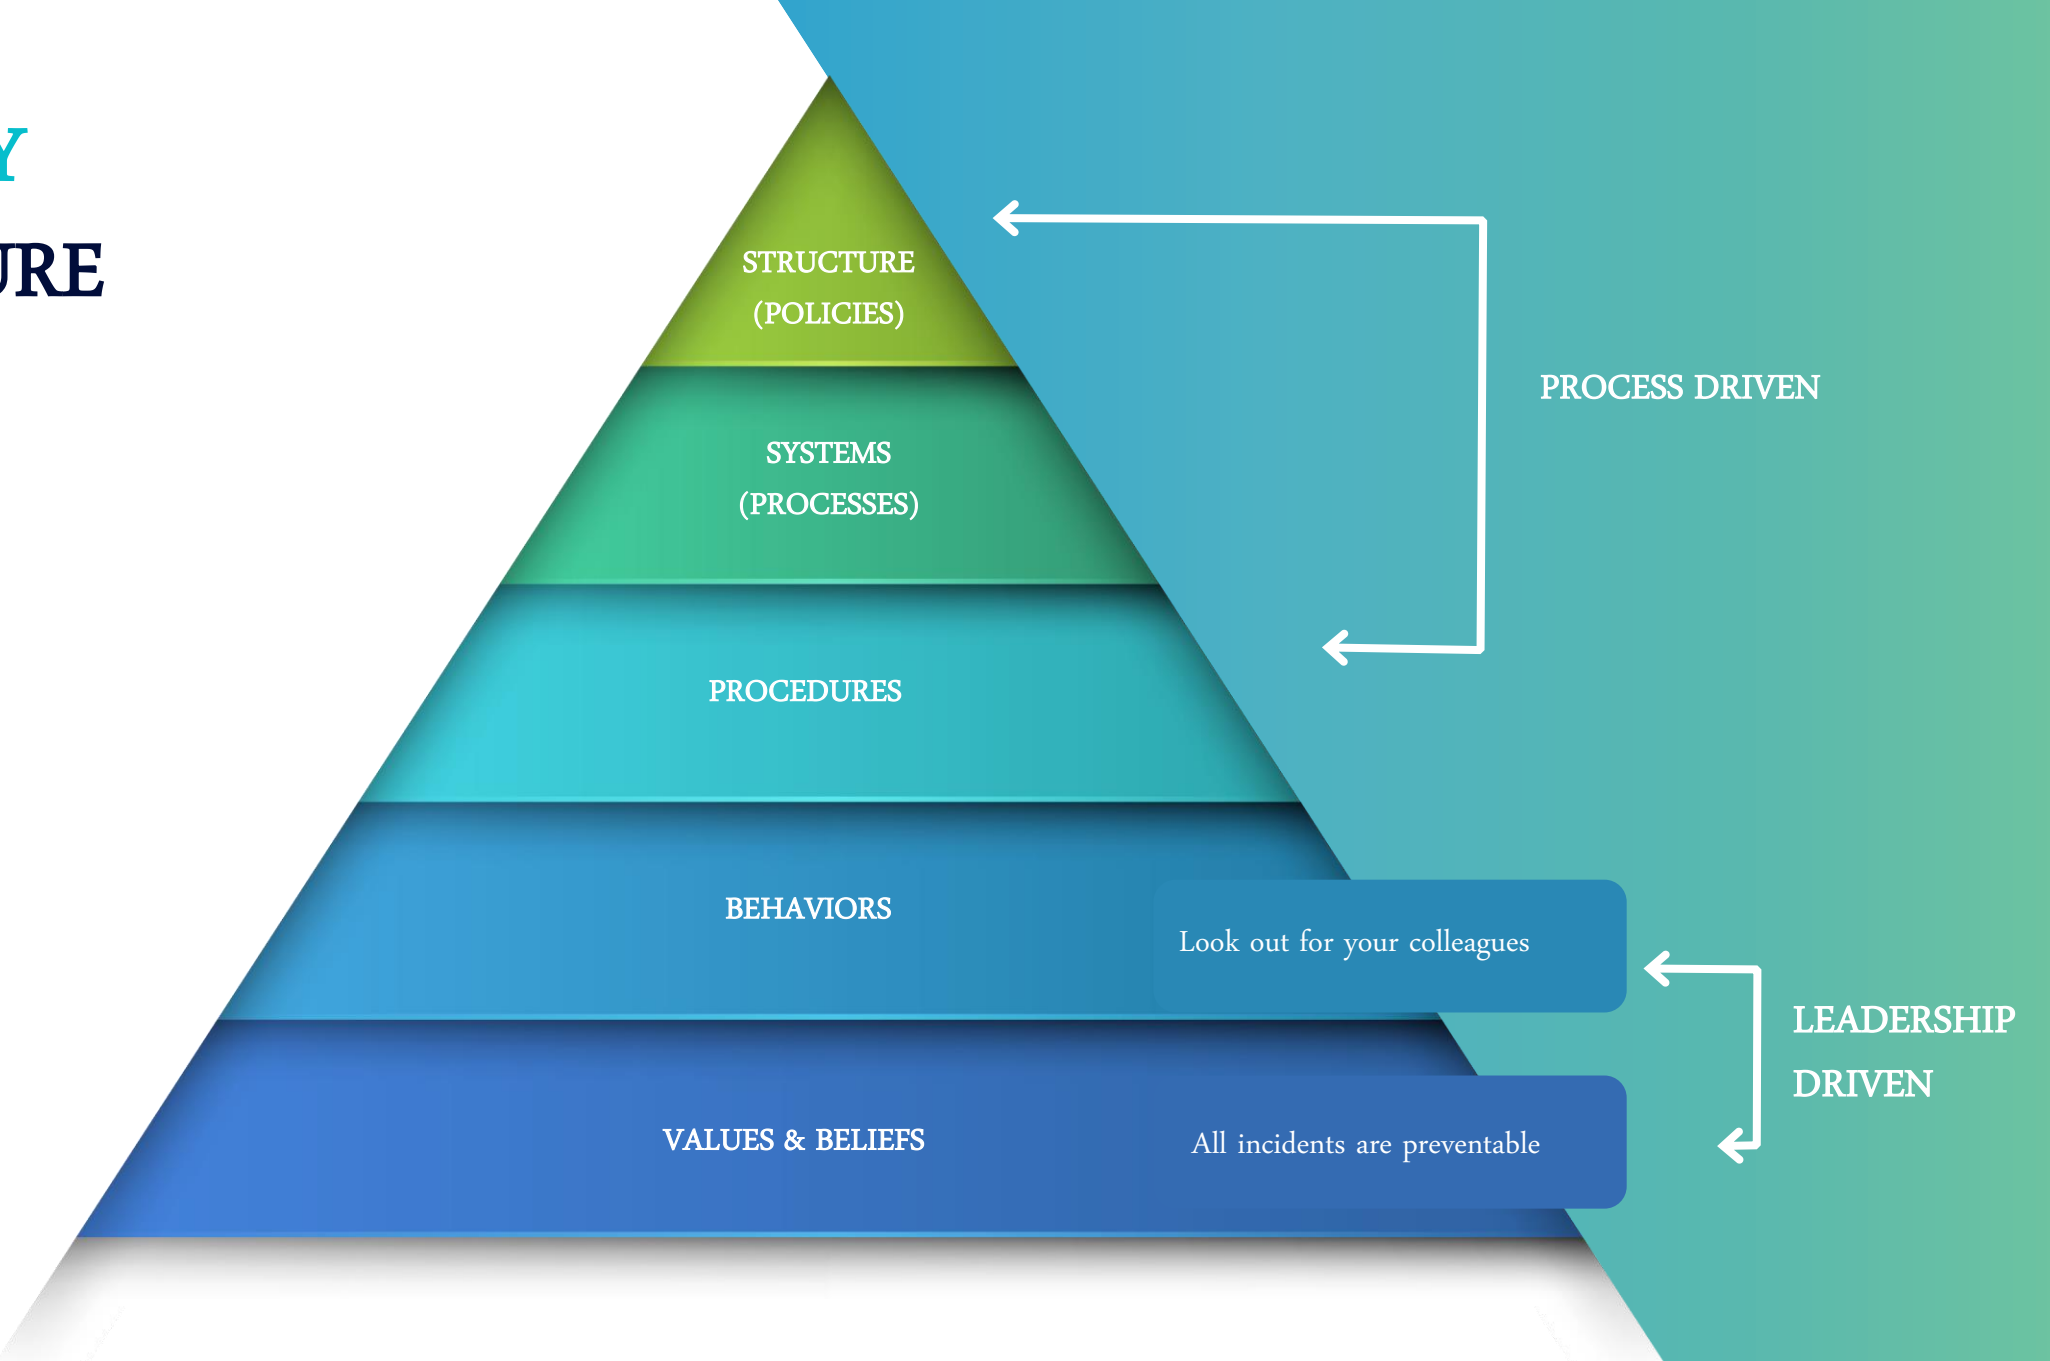 Y
URE
STRUCTURE
(POLICIES)
SYSTEMS
(PROCESSES)
PROCEDURES
BEHAVIORS
VALUES & BELIEFS
PROCESS DRIVEN
Look out for your colleagues
All incidents are preventable
LEADERSHIP
DRIVEN